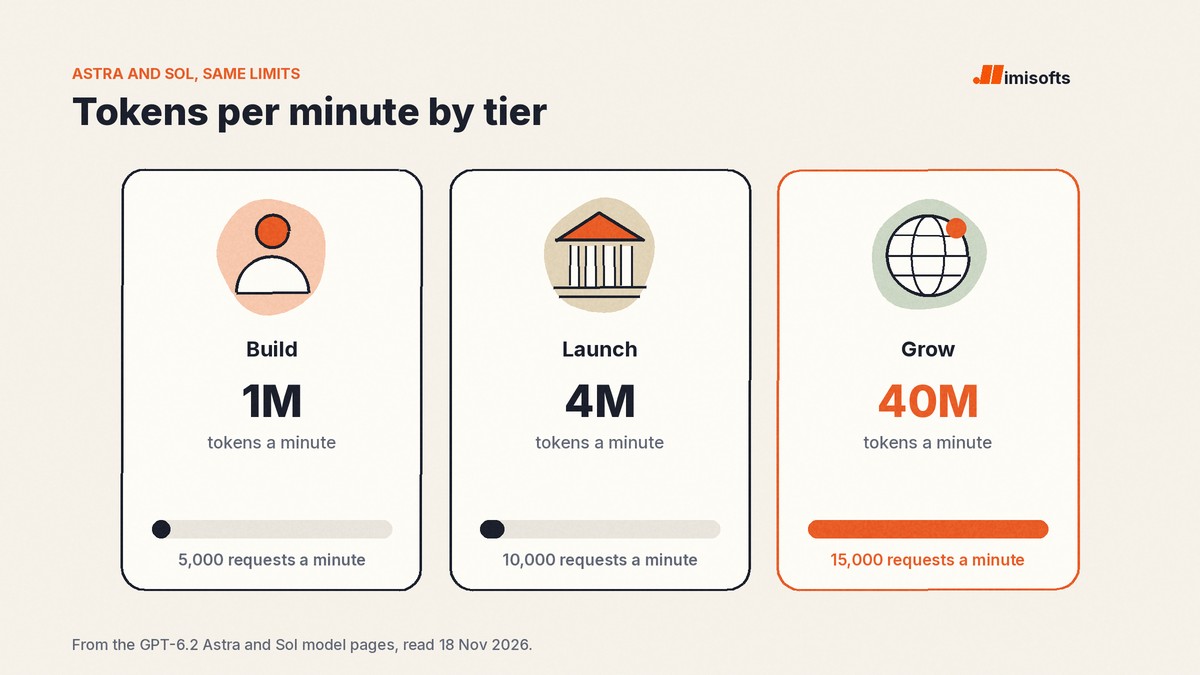 ASTRA AND SOL, SAME LIMITS
imisofts
Tokens per minute by tier
Build
1M
tokens a minute
5,000 requests a minute
Launch
4M
tokens a minute
10,000 requests a minute
Grow
40M
tokens a minute
15,000 requests a minute
From the GPT-6.2 Astra and Sol model pages, read 18 Nov 2026.